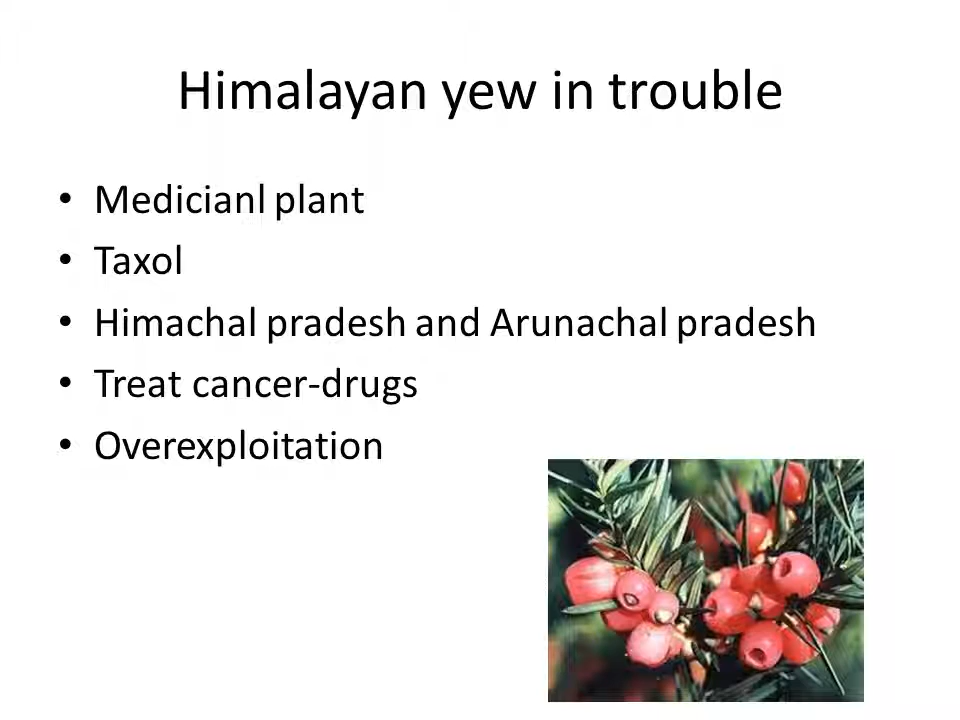 Himalayan yew in trouble
• Medicianl plant
• Taxol
• Himachal pradesh and Arunachal pradesh
• Treat cancer-drugs
• Overexploitation